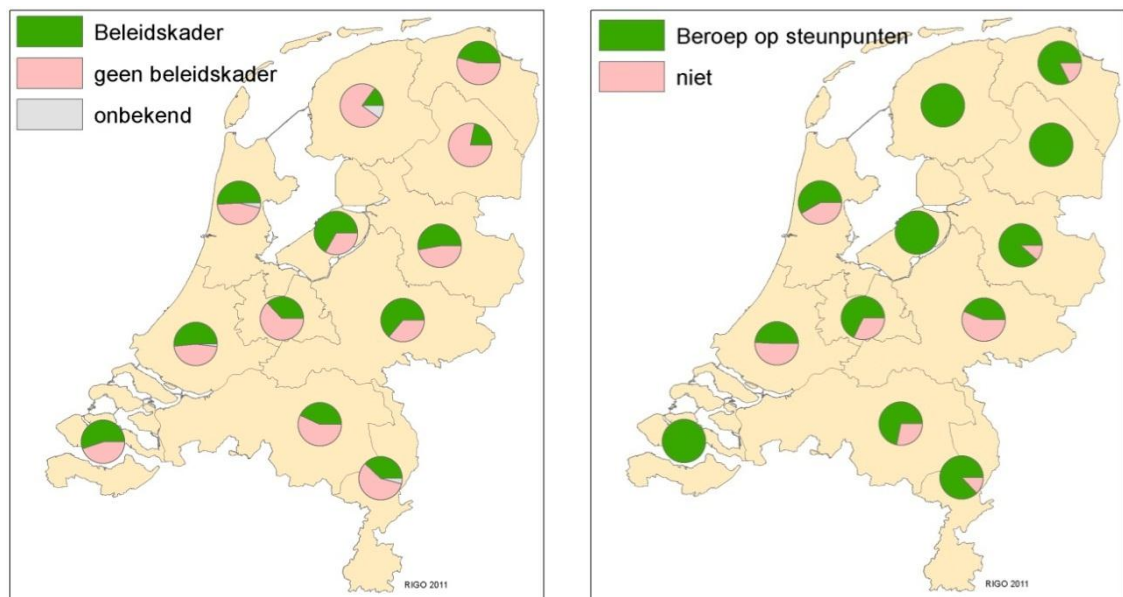 Beleidskader
geen beleidskader
onbekend
RIGO 2011
Beroep op steunpunten
niet
RIGO 2011